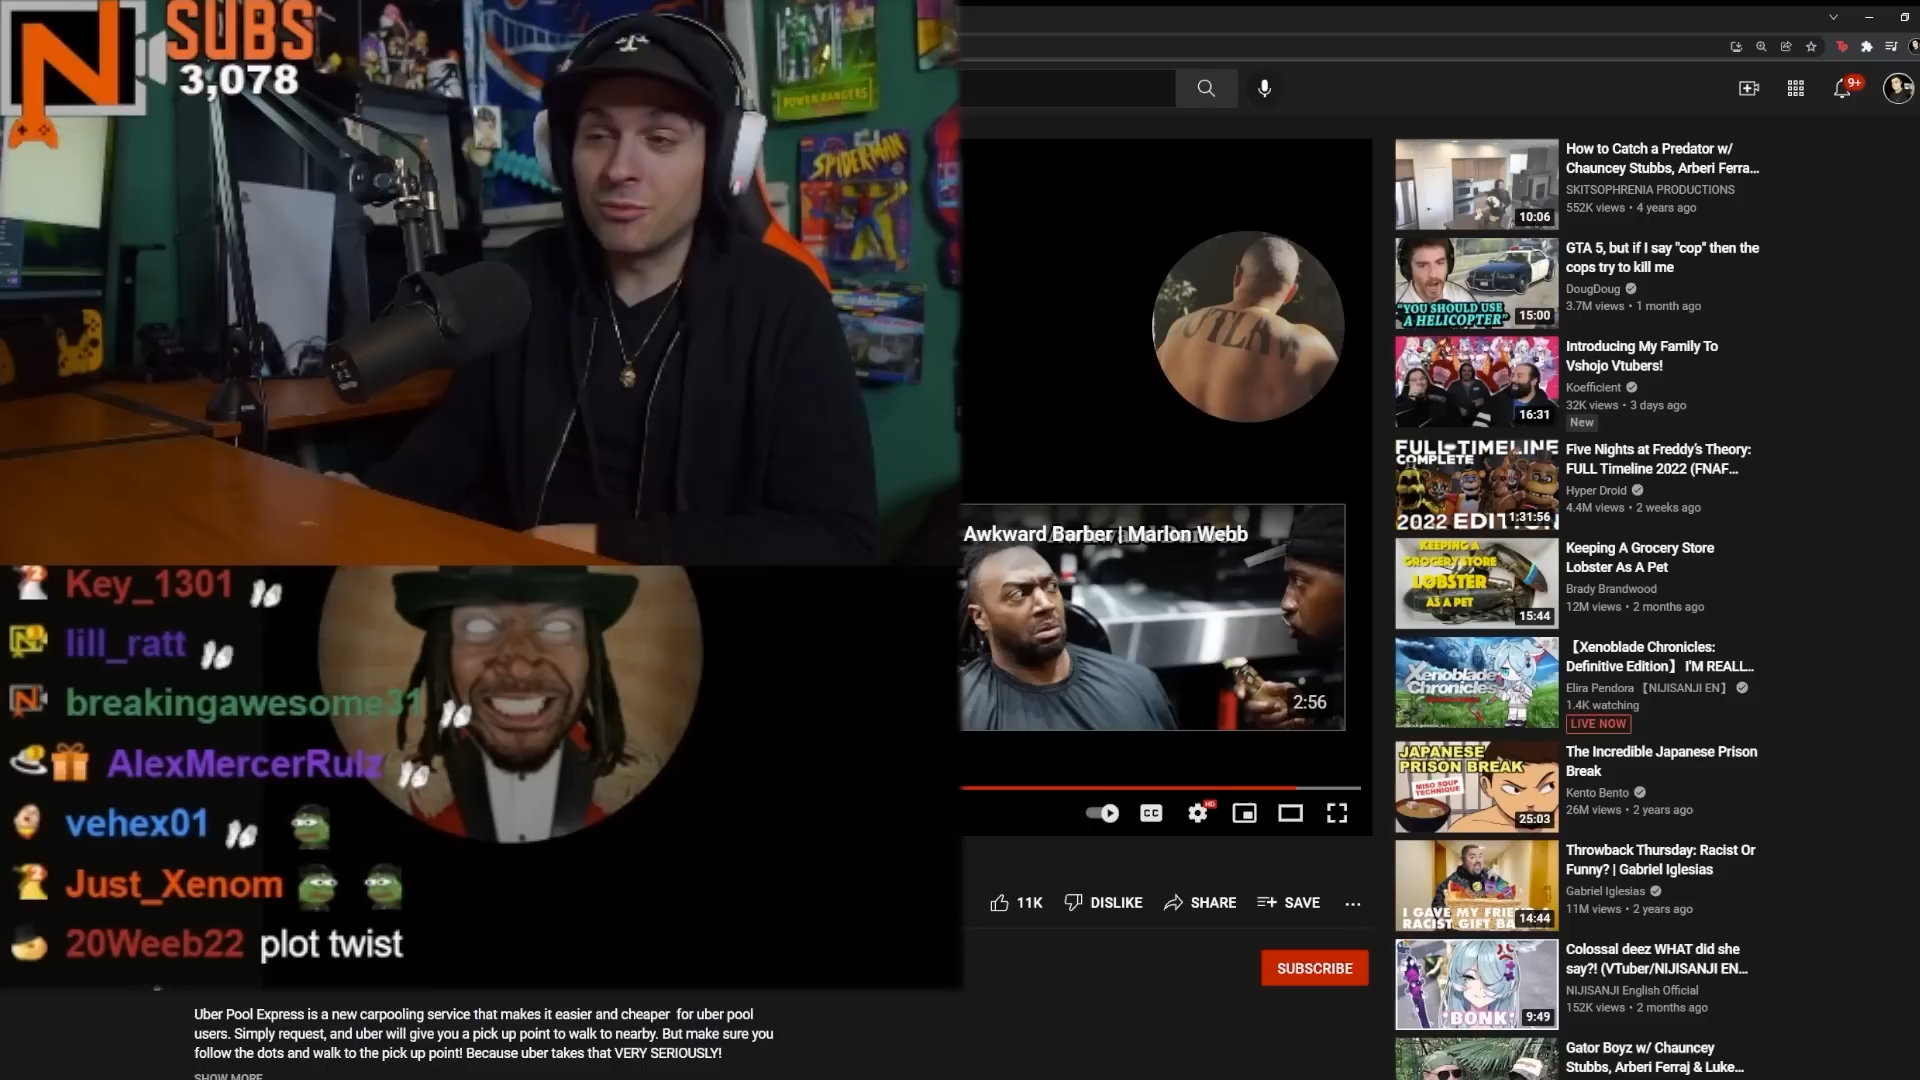 N
SUBS
3,078
POWER RANGERS
SPIDER-MAN
Key_1301
lill_ratt
breakingawesome31
AlexMercerRulz
vehex01
Just_Xenom
20Weeb22 plot twist
OUTLAW
Awkward Barber | Marlon Webb
2:56
CC
HD
11K
DISLIKE
SHARE
SAVE
SUBSCRIBE
Uber Pool Express is a new carpooling service that makes it easier and cheaper for uber pool
users. Simply request, and uber will give you a pick up point to walk to nearby. But make sure you
follow the dots and walk to the pick up point! Because uber takes that VERY SERIOUSLY!
SHOW MORE
9+
How to Catch a Predator w/
Chauncey Stubbs, Arberi Ferra...
SKITSOPHRENIA PRODUCTIONS
552K views • 4 years ago
10:06
GTA 5, but if I say "cop" then the
cops try to kill me
DougDoug
3.7M views • 1 month ago
"YOU SHOULD USE
A HELICOPTER"
15:00
Introducing My Family To
Vshojo Vtubers!
Koefficient
32K views • 3 days ago
New
16:31
Five Nights at Freddy's Theory:
FULL Timeline 2022 (FNAF...
Hyper Droid
4.4M views • 2 weeks ago
FULL-TIMELINE
COMPLETE
2022 EDITION
1:31:56
Keeping A Grocery Store
Lobster As A Pet
Brady Brandwood
12M views • 2 months ago
KEEPING A
GROCERY STORE
LOBSTER
AS A PET
15:44
【Xenoblade Chronicles:
Definitive Edition】 I'M REALL...
Elira Pendora 【NIJISANJI EN】
1.4K watching
LIVE NOW
Xenoblade
Chronicles
The Incredible Japanese Prison
Break
Kento Bento
26M views • 2 years ago
JAPANESE
PRISON BREAK
MISO SOUP
TECHNIQUE
25:03
Throwback Thursday: Racist Or
Funny? | Gabriel Iglesias
Gabriel Iglesias
11M views • 2 years ago
I GAVE MY FRIEND A
RACIST GIFT BA
14:44
Colossal deez WHAT did she
say?! (VTuber/NIJISANJI EN...
NIJISANJI English Official
152K views • 2 months ago
*BONK*
9:49
Gator Boyz w/ Chauncey
Stubbs, Arberi Ferraj & Luke...